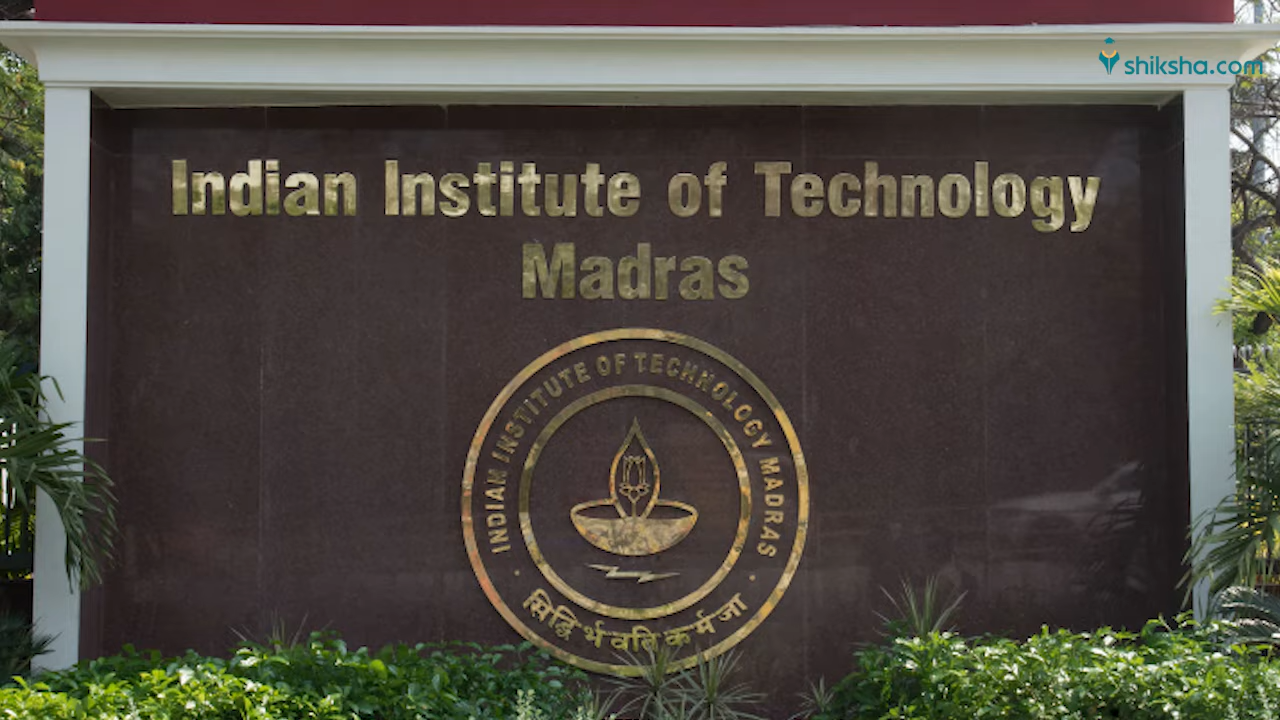 shiksha.com
Indian Institute of Technology
Madras
INDIAN INSTITUTE OF TECHNOLOGY MADRAS
सिद्धिर्भवति कर्मजा